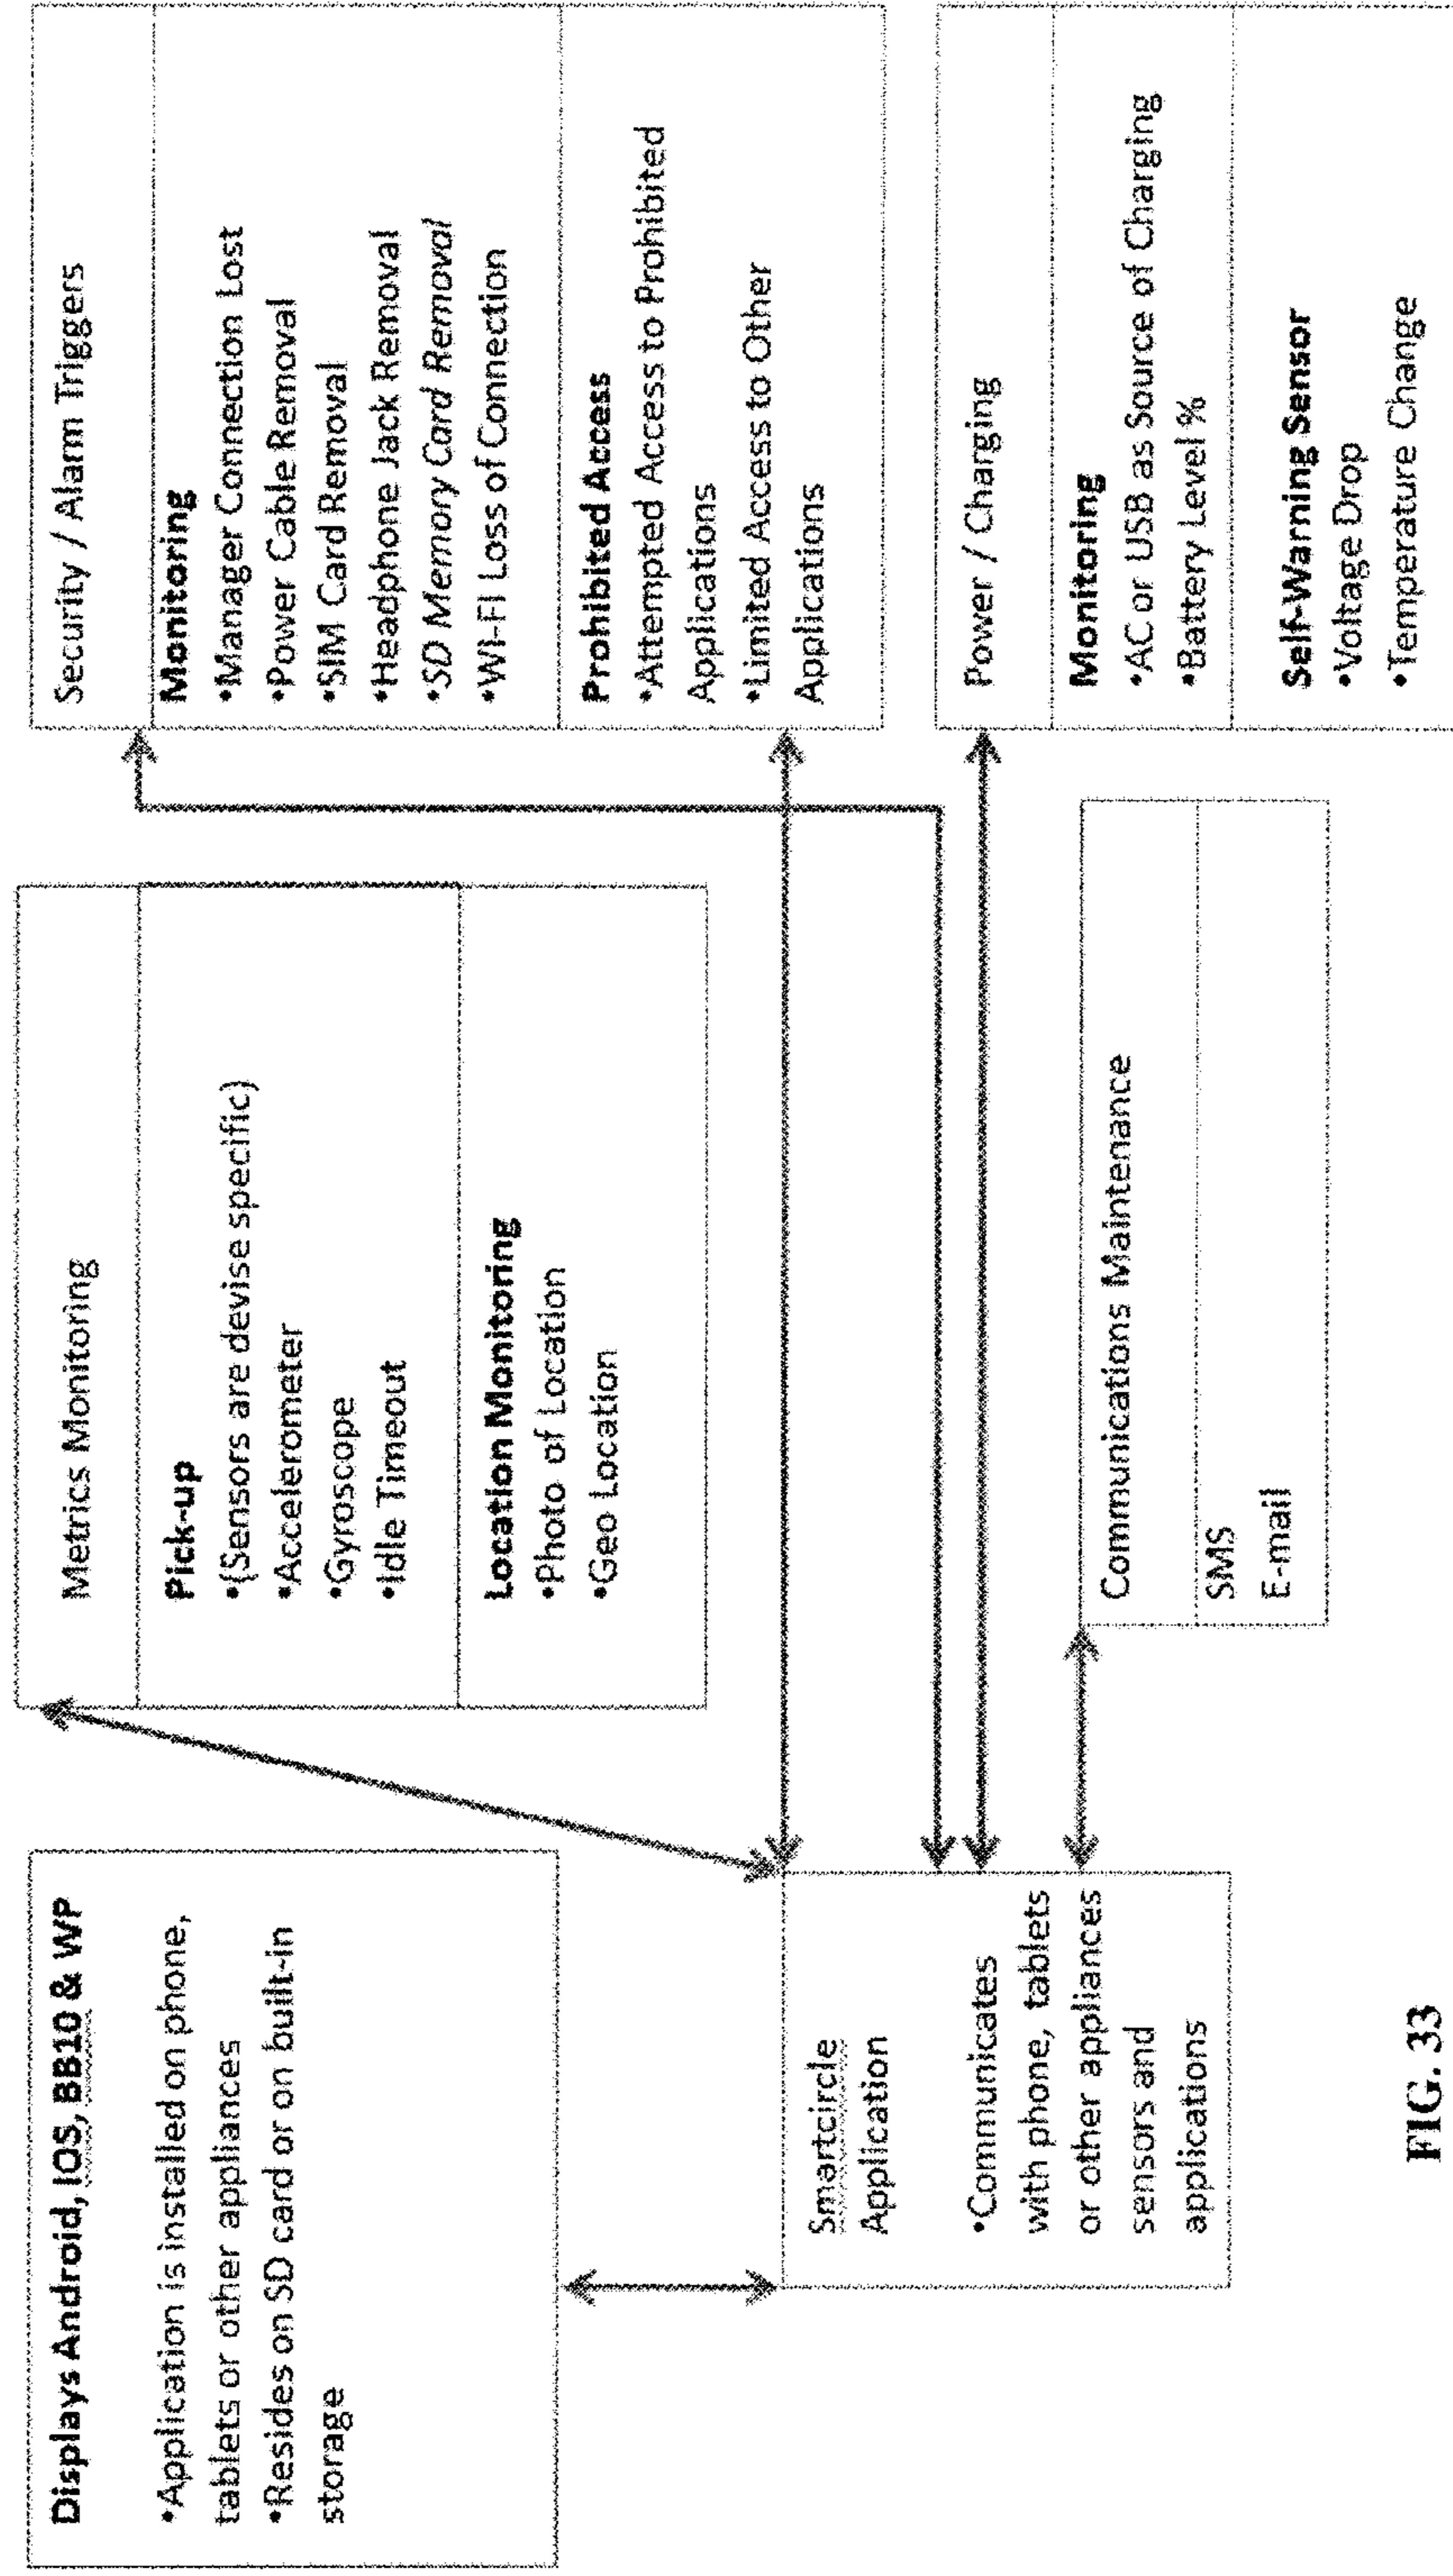 Displays Android, IOS, BB10 & WP
•Application is installed on phone,
tablets or other appliances
•Resides on SD card or on built-in
storage
Smartcircle
Application
•Communicates
with phone, tablets
or other appliances
sensors and
applications
Metrics Monitoring
Pick-up
•(Sensors are devise specific)
•Accelerometer
•Gyroscope
•Idle Timeout
Location Monitoring
•Photo of Location
•Geo Location
Communications Maintenance
SMS
E-mail
Security / Alarm Triggers
Monitoring
•Manager Connection Lost
•Power Cable Removal
•SIM Card Removal
•Headphone Jack Removal
•SD Memory Card Removal
•WI-FI Loss of Connection
Prohibited Access
•Attempted Access to Prohibited
Applications
•Limited Access to Other
Applications
Power / Charging
Monitoring
•AC or USB as Source of Charging
•Battery Level %
Self-Warning Sensor
•Voltage Drop
•Temperature Change
FIG. 33